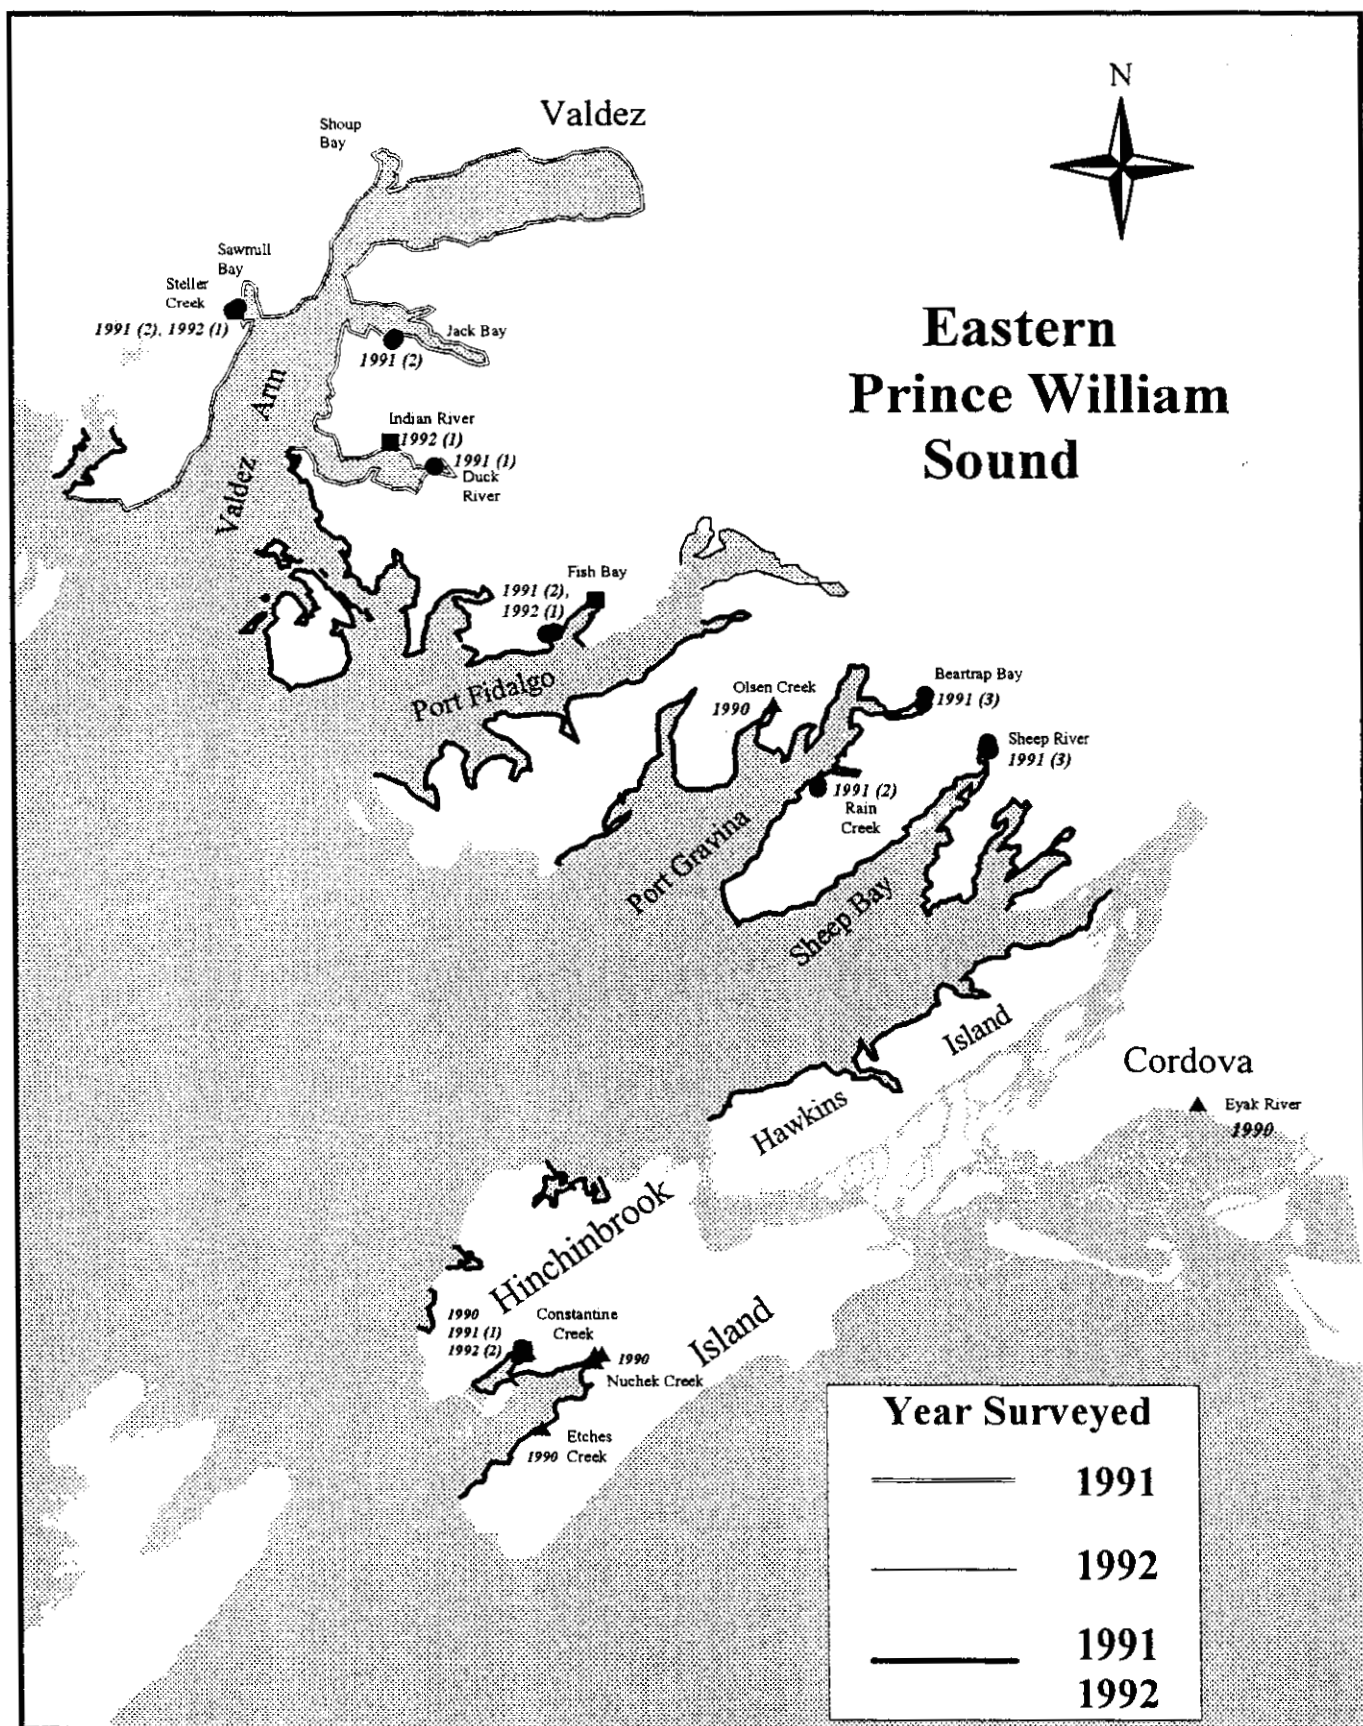 N
Valdez
Shoup
Bay
Sawmill
Bay
Steller
Creek
1991 (2), 1992 (1)
Jack Bay
1991 (2)
Eastern
Prince William
Sound
Valdez Arm
Indian River
1992 (1)
1991 (1)
Duck
River
Fish Bay
1991 (2),
1992 (1)
Port Fidalgo
Olsen Creek
1990
Beartrap Bay
1991 (3)
Sheep River
1991 (3)
1991 (2)
Rain
Creek
Port Gravina
Sheep Bay
Hawkins Island
Cordova
Eyak River
1990
Hinchinbrook Island
1990
1991 (1)
1992 (2)
Constantine
Creek
1990
Nuchek Creek
Etches
Creek
1990
Year Surveyed
1991
1992
1991
1992